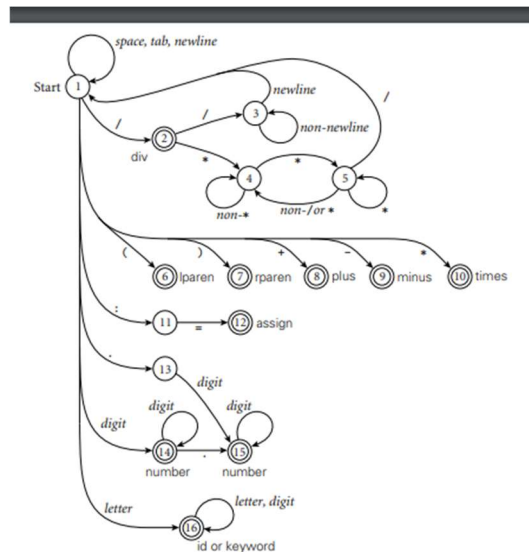 space, tab, newline
Start 1
newline
/
/ / 3
non-newline
2
div * *
4 5
non-* non-/or * *
( ) + - *
6 lparen 7 rparen 8 plus 9 minus 10 times
:
11 = 12 assign
.
13
digit
digit digit
digit
14 . 15
number number
letter, digit
letter
16
id or keyword